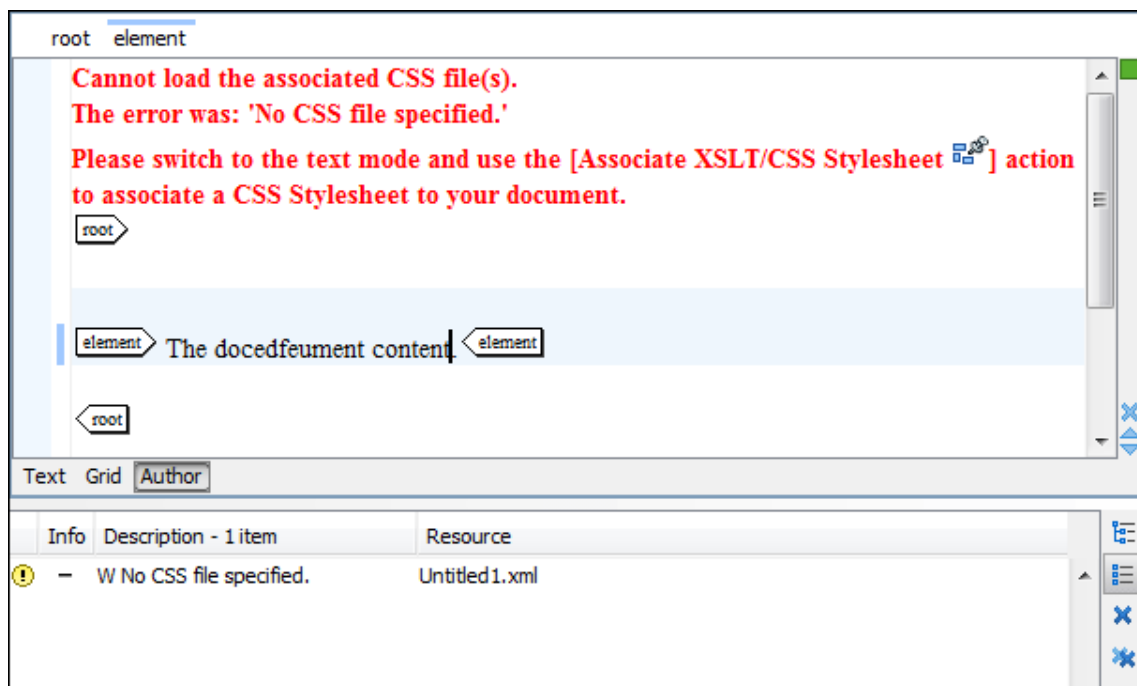 root element
Cannot load the associated CSS file(s).
The error was: 'No CSS file specified.'
Please switch to the text mode and use the [Associate XSLT/CSS Stylesheet ] action
to associate a CSS Stylesheet to your document.
root
element The docedfeument content. element
root
Text Grid Author
Info Description - 1 item Resource
W No CSS file specified. Untitled1.xml